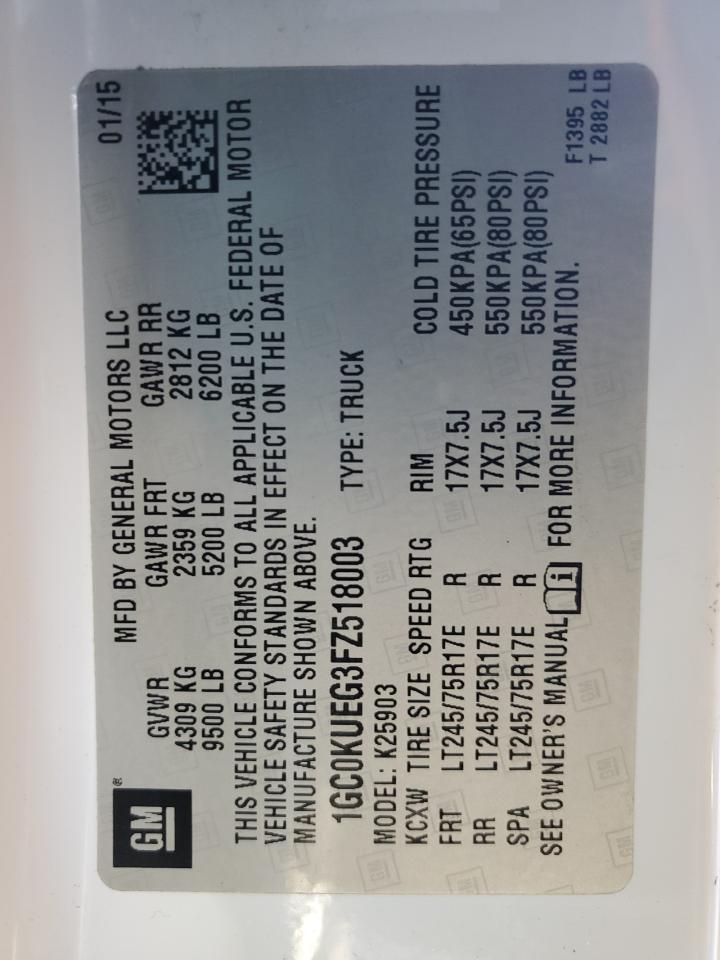 GM®
MFD BY GENERAL MOTORS LLC 01/15
GVWR GAWR FRT GAWR RR
4309 KG 2359 KG 2812 KG
9500 LB 5200 LB 6200 LB
THIS VEHICLE CONFORMS TO ALL APPLICABLE U.S. FEDERAL MOTOR
VEHICLE SAFETY STANDARDS IN EFFECT ON THE DATE OF
MANUFACTURE SHOWN ABOVE.
1GC0KUEG3FZ518003 TYPE: TRUCK
MODEL: K25903
KCXW TIRE SIZE SPEED RTG RIM COLD TIRE PRESSURE
FRT LT245/75R17E R 17X7.5J 450KPA(65PSI)
RR LT245/75R17E R 17X7.5J 550KPA(80PSI)
SPA LT245/75R17E R 17X7.5J 550KPA(80PSI)
SEE OWNER'S MANUAL i FOR MORE INFORMATION.
F1395 LB
T 2882 LB